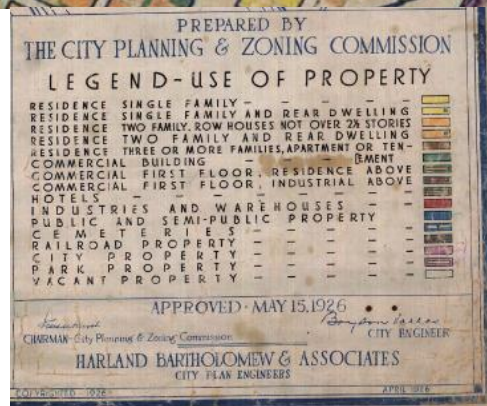 PREPARED BY
THE CITY PLANNING & ZONING COMMISSION
LEGEND-USE OF PROPERTY
RESIDENCE SINGLE FAMILY - - - - - -
RESIDENCE SINGLE FAMILY AND REAR DWELLING
RESIDENCE TWO FAMILY. ROW HOUSES NOT OVER 2½ STORIES
RESIDENCE TWO FAMILY AND REAR DWELLING
RESIDENCE THREE OR MORE FAMILIES, APARTMENT OR TEN-
COMMERCIAL BUILDING - - - - - EMENT
COMMERCIAL FIRST FLOOR, RESIDENCE ABOVE
COMMERCIAL FIRST FLOOR, INDUSTRIAL ABOVE
HOTELS - - - - - -
INDUSTRIES AND WAREHOUSES - - -
PUBLIC AND SEMI-PUBLIC PROPERTY
CEMETERIES - - - - -
RAILROAD PROPERTY - - - -
CITY PROPERTY - - - -
PARK PROPERTY - - - -
VACANT PROPERTY - - - -
APPROVED - MAY 15, 1926
CHAIRMAN-City Planning & Zoning Commission
CITY ENGINEER
HARLAND BARTHOLOMEW & ASSOCIATES
CITY PLAN ENGINEERS
COPYRIGHTED 1926
APRIL 1926